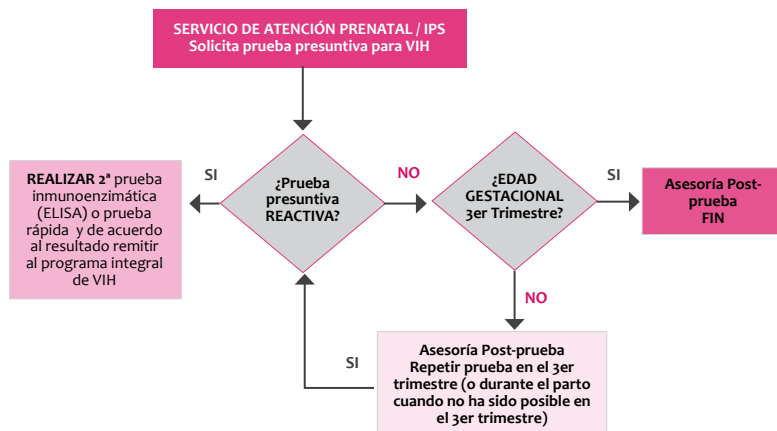 SERVICIO DE ATENCIÓN PRENATAL / IPS
Solicita prueba presuntiva para VIH
REALIZAR 2ª prueba
inmunoenzimática
(ELISA) o prueba
rápida y de acuerdo
al resultado remitir
al programa integral
de VIH
SI
¿Prueba
presuntiva
REACTIVA?
NO
¿EDAD
GESTACIONAL
3er Trimestre?
SI
Asesoría Post-
prueba
FIN
NO
SI
Asesoría Post-prueba
Repetir prueba en el 3er
trimestre (o durante el parto
cuando no ha sido posible en
el 3er trimestre)